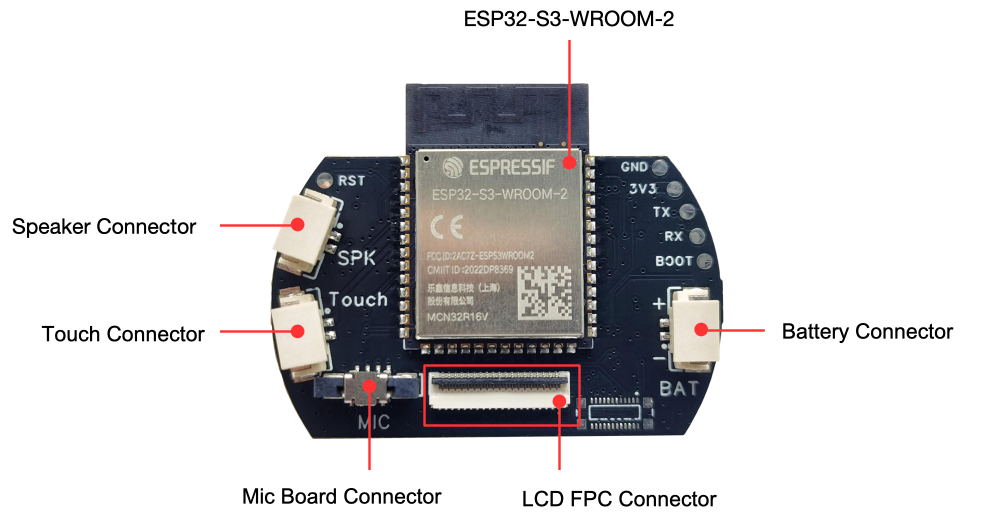 ESP32-S3-WROOM-2
ESPRESSIF
ESP32-S3-WROOM-2
CE
FCC ID:2AC7Z-ESPS3WROOM2
CMIIT ID:2022DP8369
乐鑫信息科技（上海）
股份有限公司
MCN32R16V
RST
SPK
Touch
MIC
GND
3V3
TX
RX
BOOT
+
-
BAT
Speaker Connector
Touch Connector
Battery Connector
Mic Board Connector
LCD FPC Connector